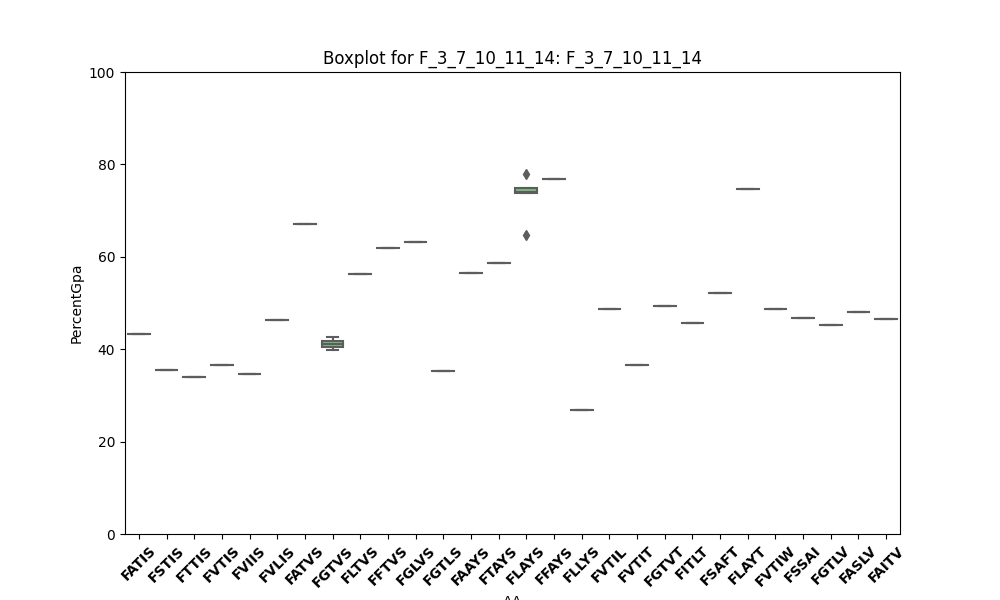 Boxplot for F_3_7_10_11_14: F_3_7_10_11_14
100
80
60
40
20
0
PercentGpa
FATIS FSTIS FTTIS FVTIS FVIIS FVLIS FATVS FGTVS FLTVS FFTVS FGLVS FGTLS FAAYS FTAYS FLAYS FFAYS FLLYS FVTIL FVTIT FGTVT FITLT FSAFT FLAYT FVTIW FSSAI FGTLV FASLV FAITV
AA